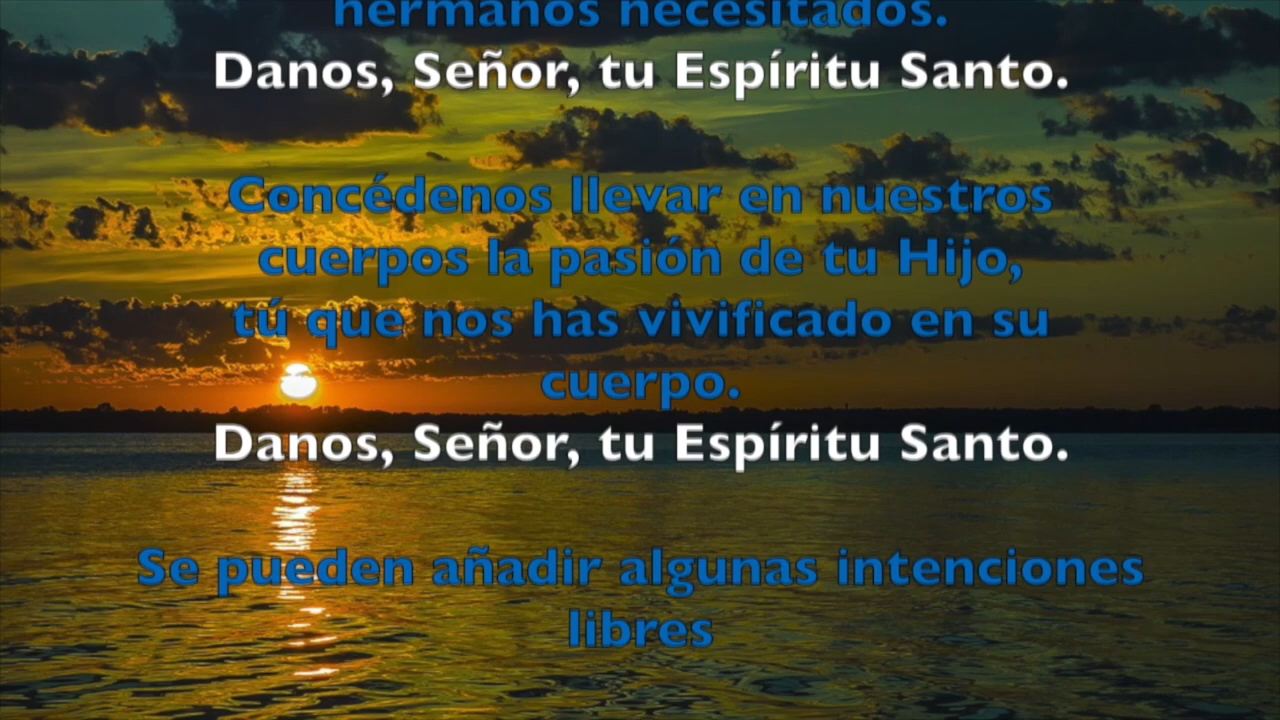 hermanos necesitados.
Danos, Señor, tu Espíritu Santo.
Concédenos llevar en nuestros
cuerpos la pasión de tu Hijo,
tú que nos has vivificado en su
cuerpo.
Danos, Señor, tu Espíritu Santo.
Se pueden añadir algunas intenciones
libres